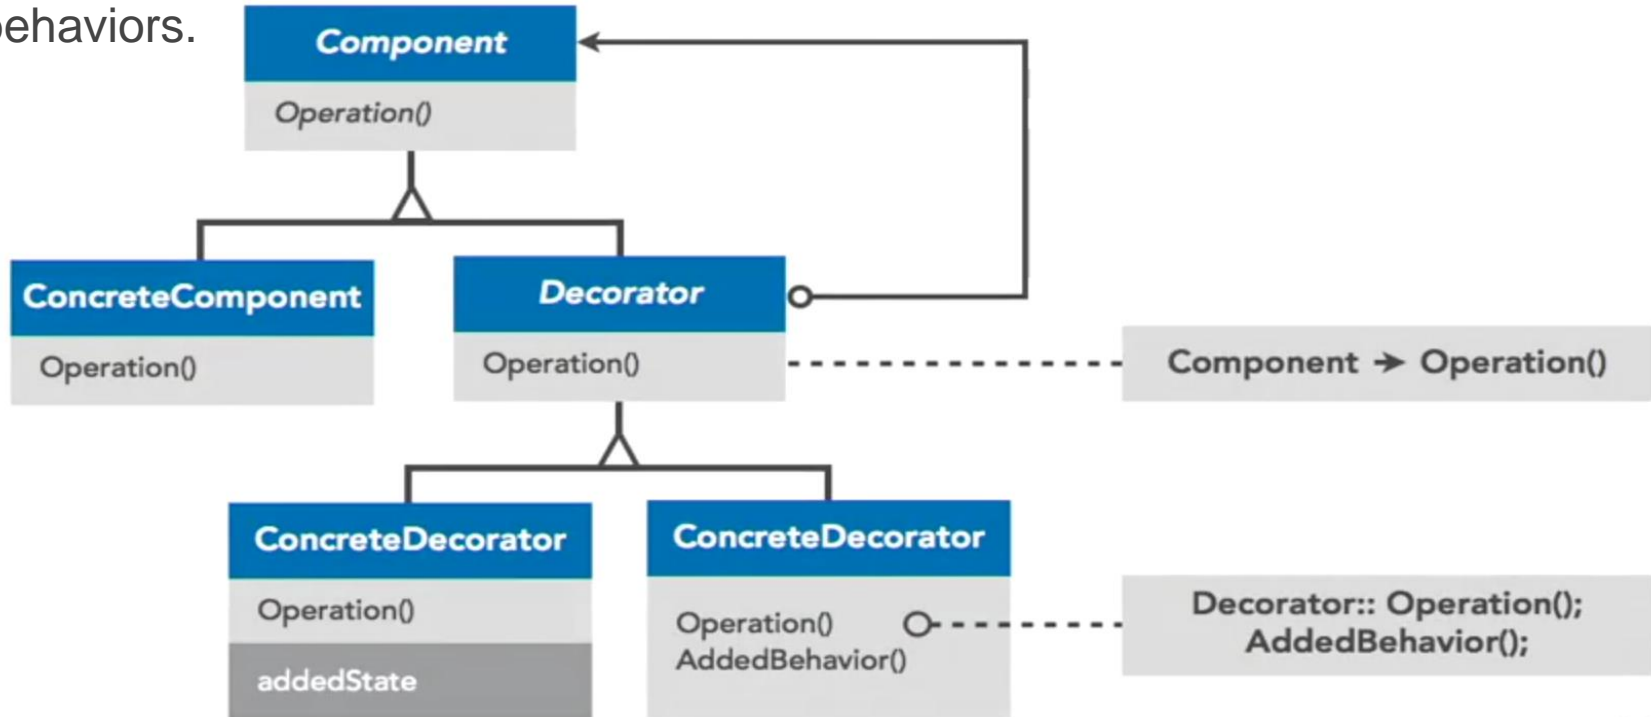 behaviors.
Component
Operation()
ConcreteComponent
Operation()
Decorator
Operation()
Component → Operation()
ConcreteDecorator
Operation()
addedState
ConcreteDecorator
Operation()
AddedBehavior()
Decorator:: Operation();
AddedBehavior();